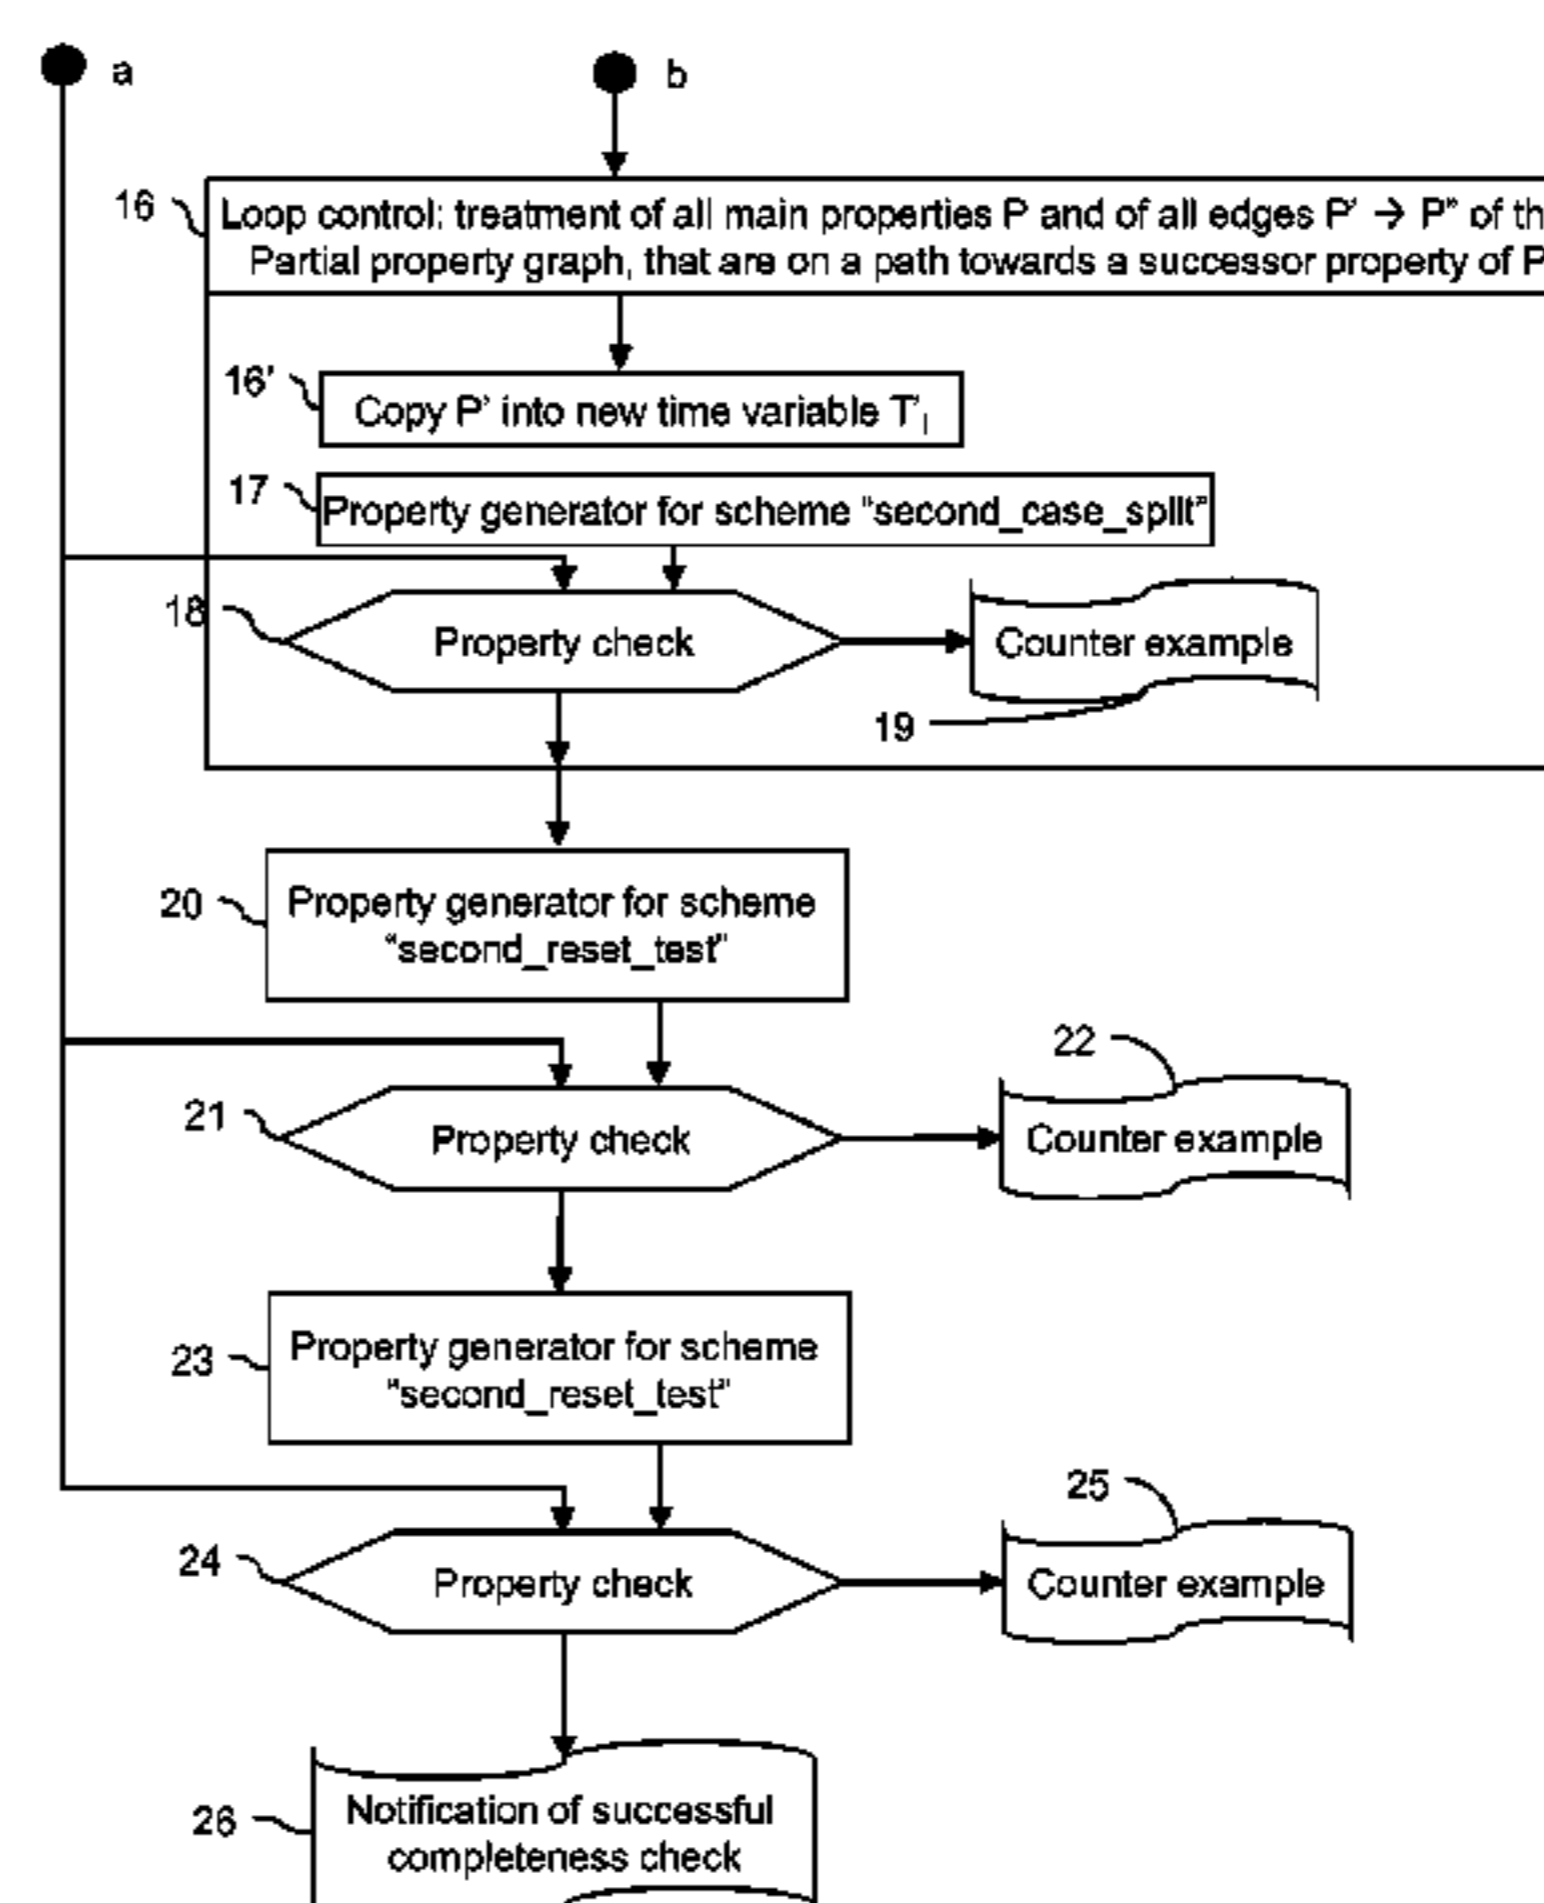 a
b
16
Loop control: treatment of all main properties P and of all edges P' → P" of th
Partial property graph, that are on a path towards a successor property of P
16'
Copy P' into new time variable T'|
17
Property generator for scheme "second_case_split"
18
Property check
Counter example
19
20
Property generator for scheme
"second_reset_test"
22
21
Property check
Counter example
23
Property generator for scheme
"second_reset_test"
25
24
Property check
Counter example
26
Notification of successful
completeness check